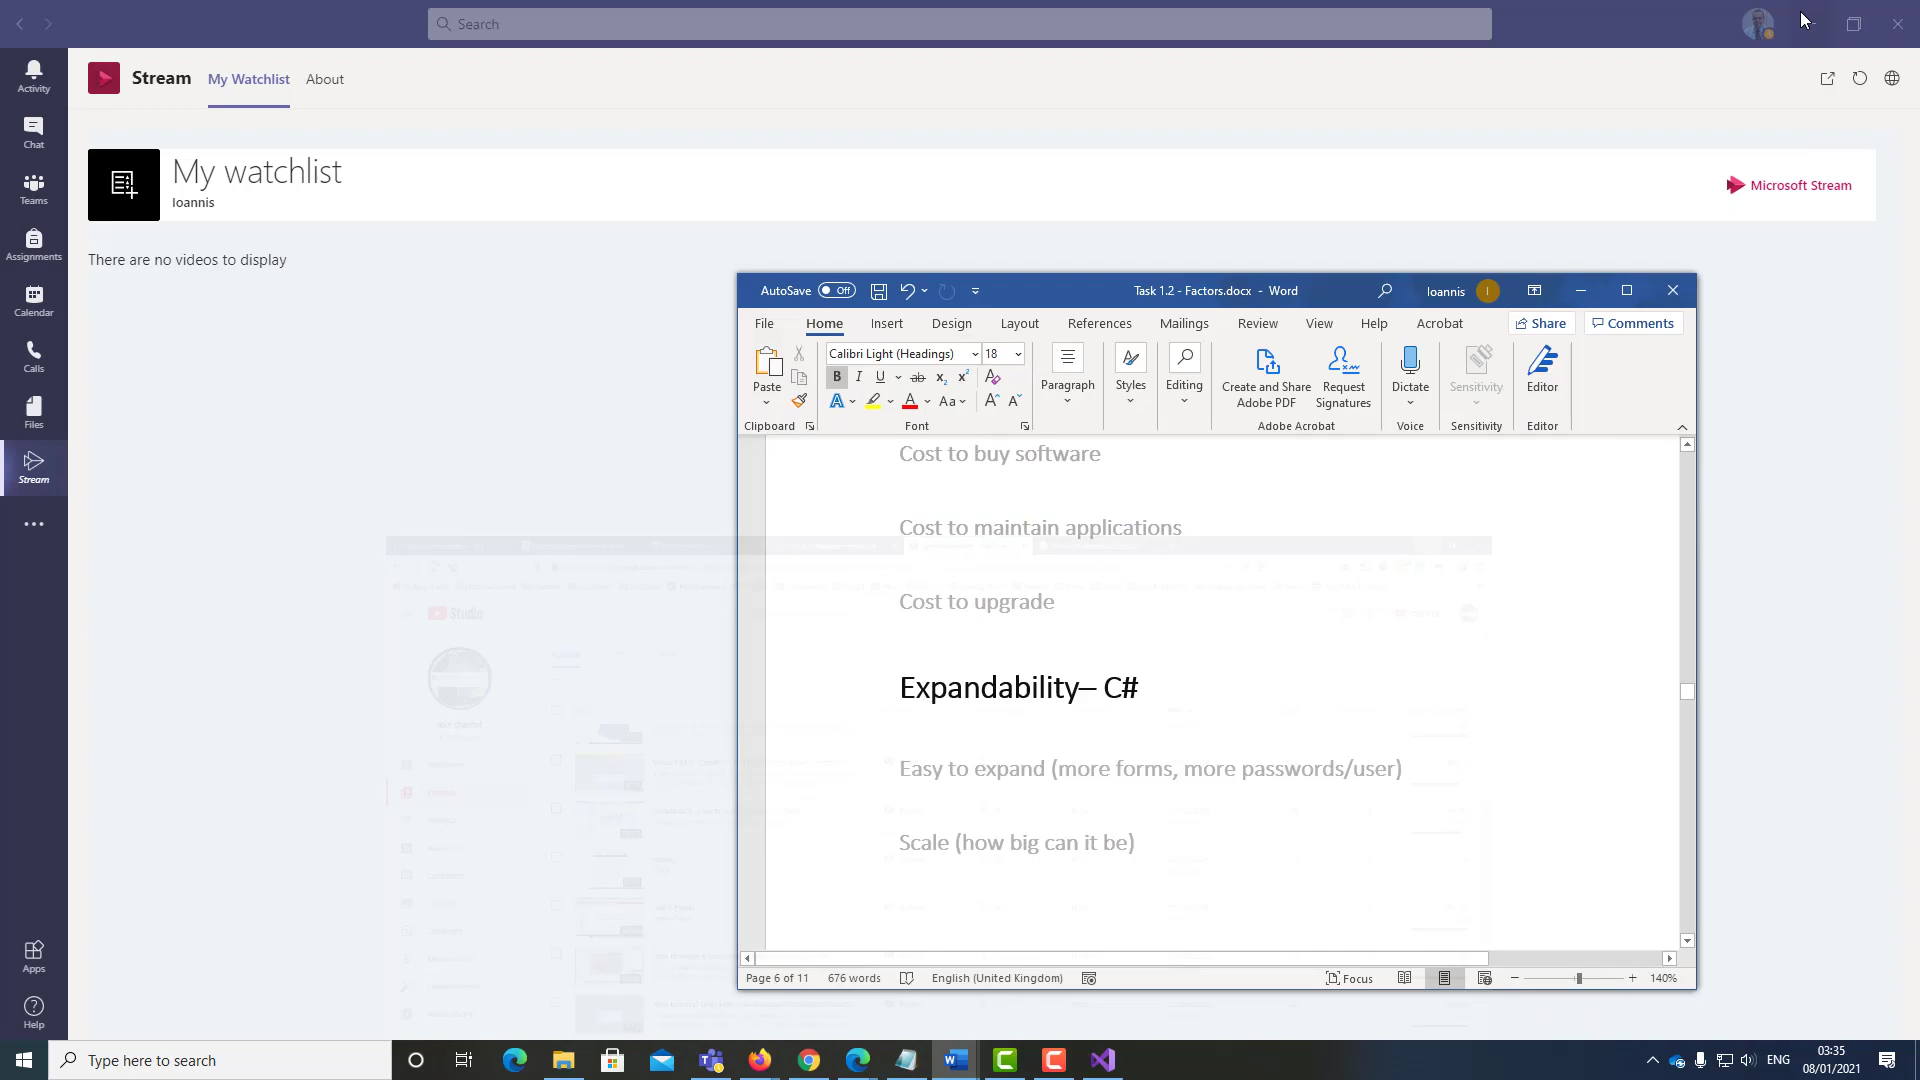 Search
Activity
Chat
Teams
Assignments
Calendar
Calls
Files
Stream
Apps
Help
Stream
My Watchlist
About
My watchlist
Ioannis
Microsoft Stream
There are no videos to display
AutoSave
Off
Task 1.2 - Factors.docx - Word
Ioannis
I
File Home Insert Design Layout References Mailings Review View Help Acrobat
Share
Comments
Paste
Clipboard
Calibri Light (Headings)
18
Font
Paragraph
Styles
Editing
Create and Share
Adobe PDF
Request
Signatures
Adobe Acrobat
Dictate
Voice
Sensitivity
Sensitivity
Editor
Editor
Cost to buy software
Cost to maintain applications
Cost to upgrade
Expandability– C#
Easy to expand (more forms, more passwords/user)
Scale (how big can it be)
Studio
Page 6 of 11
676 words
English (United Kingdom)
Focus
140%
Type here to search
ENG
03:35
08/01/2021